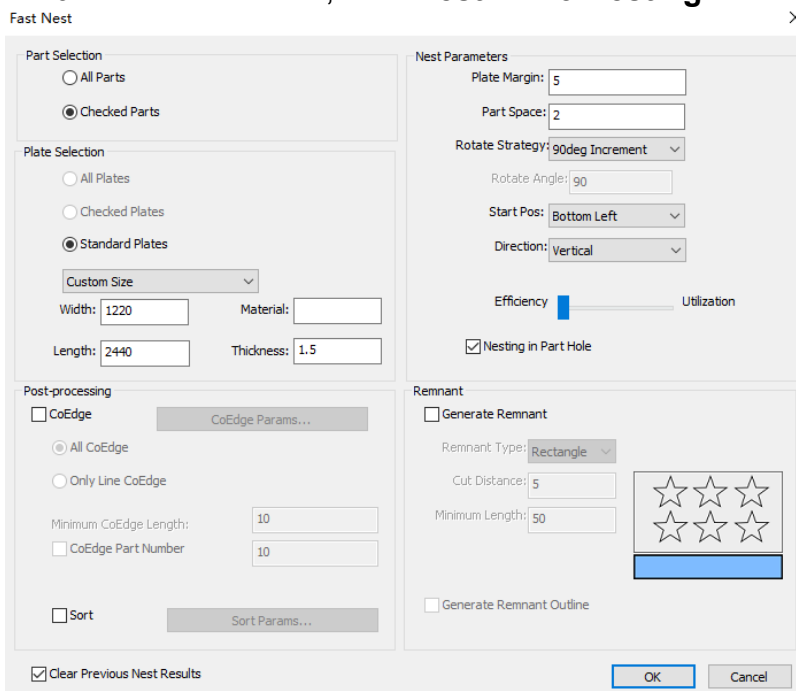 Fast Nest
Part Selection
All Parts
Checked Parts
Plate Selection
All Plates
Checked Plates
Standard Plates
Custom Size
Width: 1220 Material:
Length: 2440 Thickness: 1.5
Post-processing
CoEdge CoEdge Params...
All CoEdge
Only Line CoEdge
Minimum CoEdge Length: 10
CoEdge Part Number 10
Sort Sort Params...
Clear Previous Nest Results
Nest Parameters
Plate Margin: 5
Part Space: 2
Rotate Strategy: 90deg Increment
Rotate Angle: 90
Start Pos: Bottom Left
Direction: Vertical
Efficiency Utilization
Nesting in Part Hole
Remnant
Generate Remnant
Remnant Type: Rectangle
Cut Distance: 5
Minimum Length: 50
Generate Remnant Outline
OK Cancel